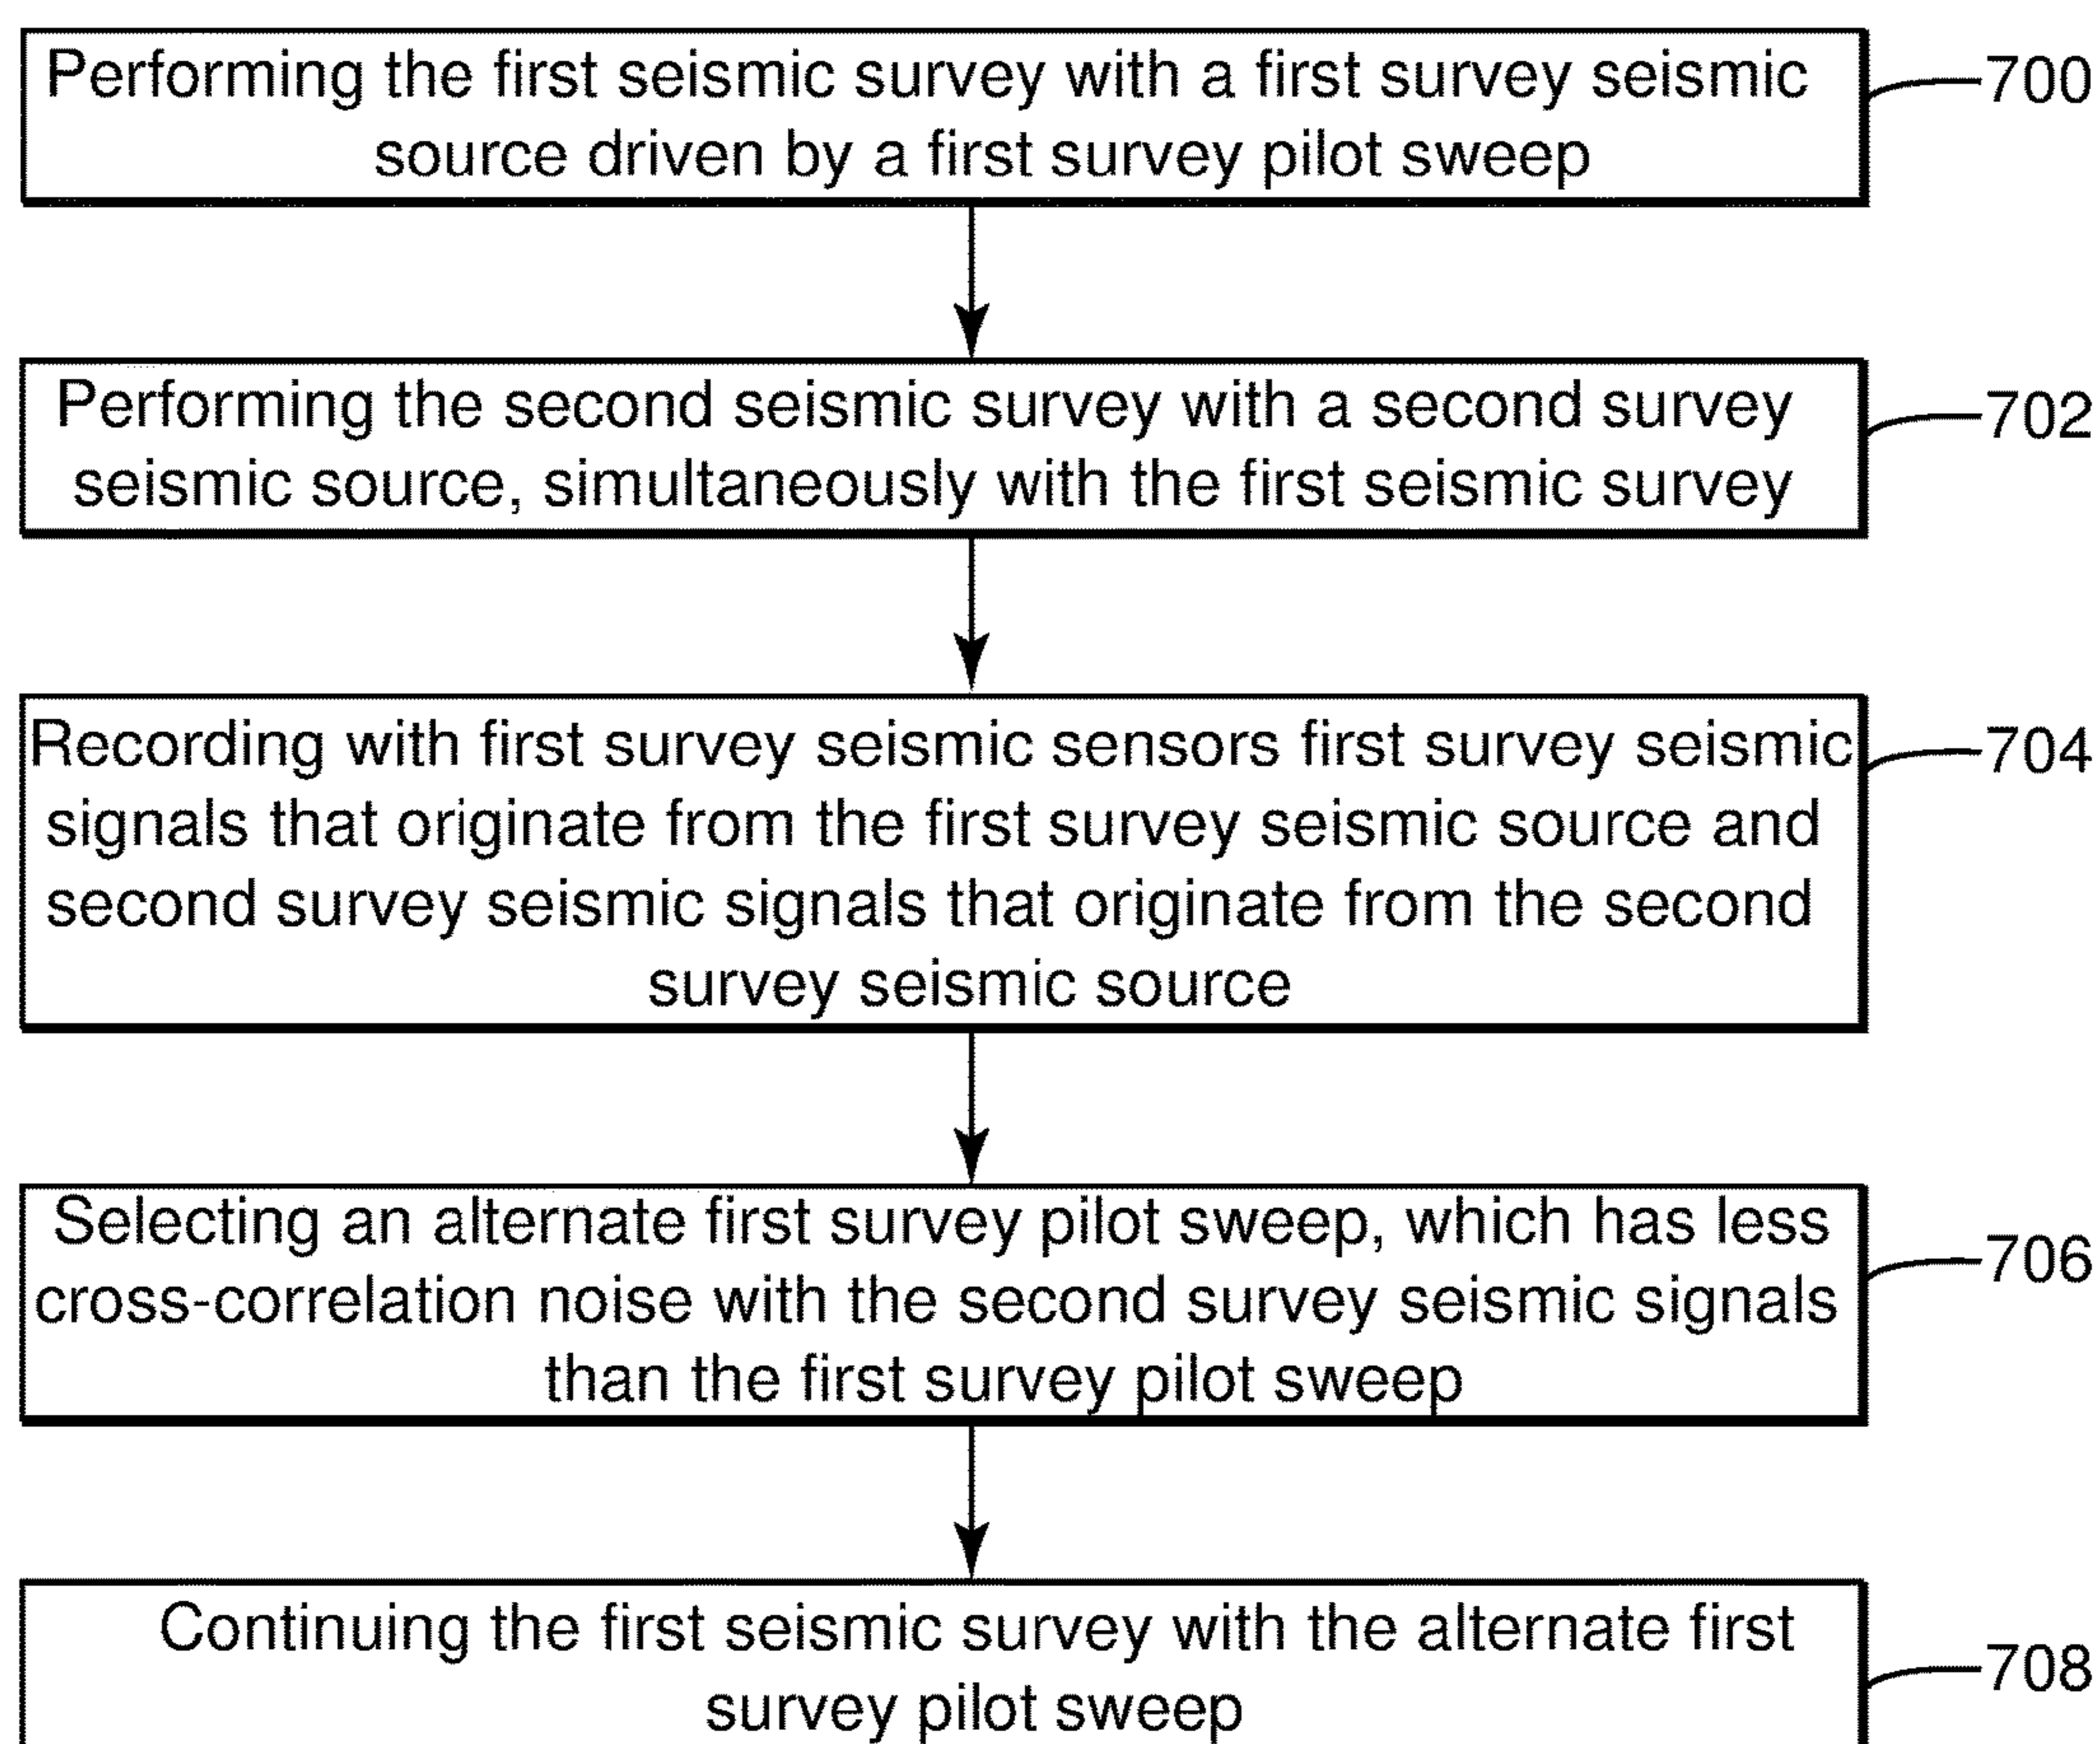 Performing the first seismic survey with a first survey seismic
source driven by a first survey pilot sweep
700
Performing the second seismic survey with a second survey
seismic source, simultaneously with the first seismic survey
702
Recording with first survey seismic sensors first survey seismic
signals that originate from the first survey seismic source and
second survey seismic signals that originate from the second
survey seismic source
704
Selecting an alternate first survey pilot sweep, which has less
cross-correlation noise with the second survey seismic signals
than the first survey pilot sweep
706
Continuing the first seismic survey with the alternate first
survey pilot sweep
708